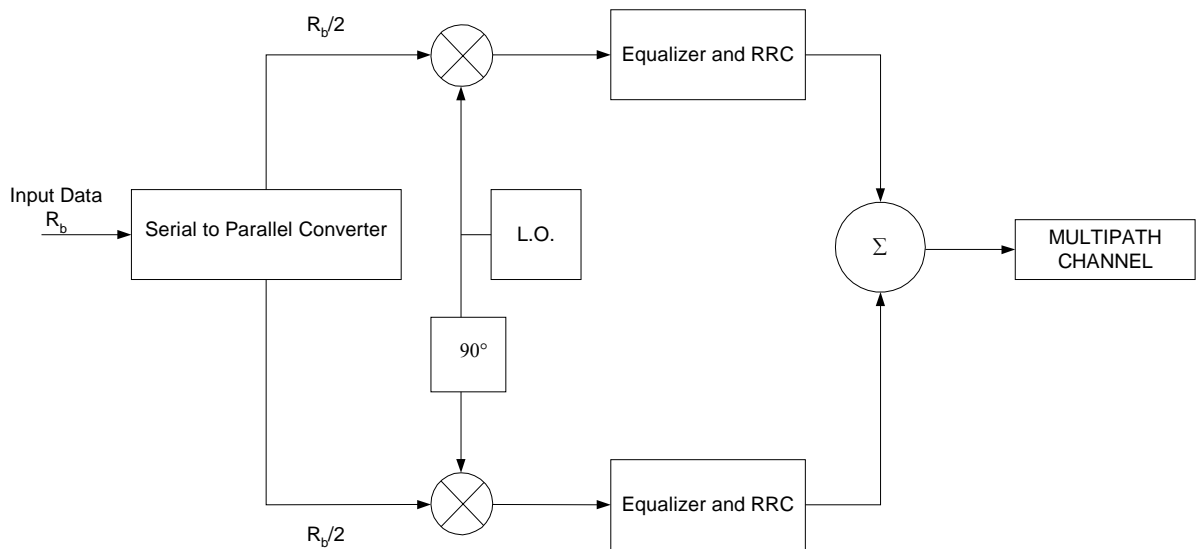 R_b/2
Equalizer and RRC
Input Data
R_b
Serial to Parallel Converter
L.O.
Σ
MULTIPATH
CHANNEL
90°
Equalizer and RRC
R_b/2